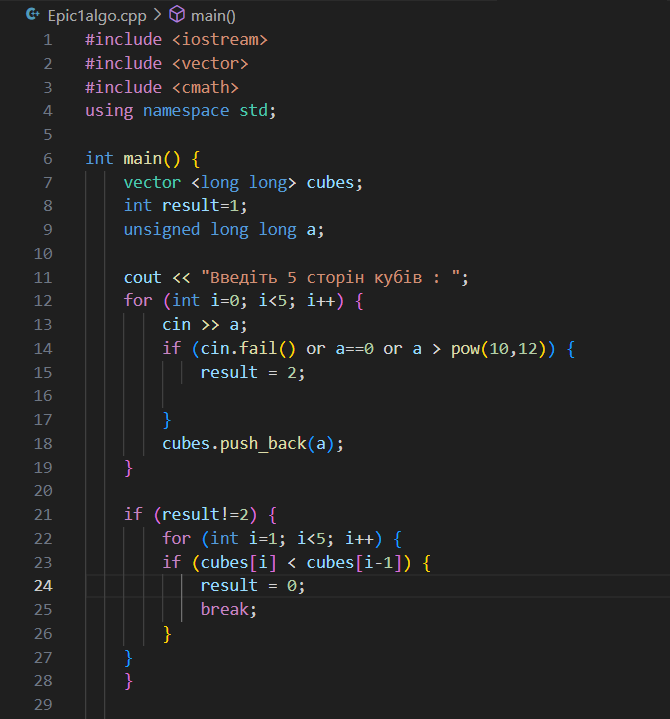 Epic1algo.cpp > main()
1 #include <iostream>
2 #include <vector>
3 #include <cmath>
4 using namespace std;
5
6 int main() {
7     vector <long long> cubes;
8     int result=1;
9     unsigned long long a;
10
11     cout << "Введіть 5 сторін кубів : ";
12     for (int i=0; i<5; i++) {
13         cin >> a;
14         if (cin.fail() or a==0 or a > pow(10,12)) {
15             result = 2;
16
17         }
18         cubes.push_back(a);
19     }
20
21     if (result!=2) {
22         for (int i=1; i<5; i++) {
23         if (cubes[i] < cubes[i-1]) {
24             result = 0;
25             break;
26         }
27     }
28     }
29